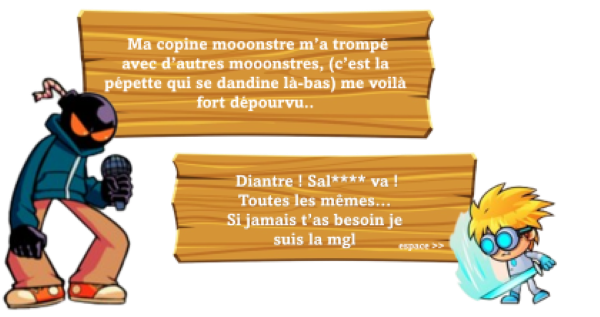 Ma copine mooonstre m'a trompé
avec d'autres mooonstres, (c'est la
pépette qui se dandine là-bas) me voilà
fort dépourvu..
Diantre ! Sal**** va !
Toutes les mêmes...
Si jamais t'as besoin je
suis la mgl
espace >>